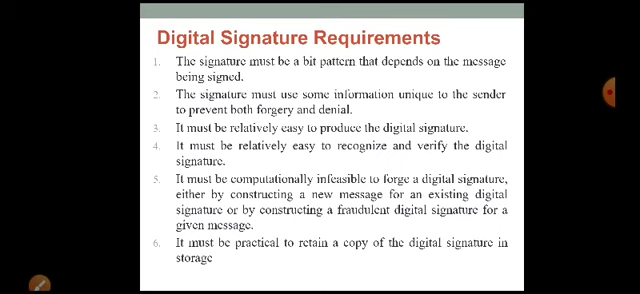 Digital Signature Requirements
1. The signature must be a bit pattern that depends on the message
being signed.
2. The signature must use some information unique to the sender
to prevent both forgery and denial.
3. It must be relatively easy to produce the digital signature.
4. It must be relatively easy to recognize and verify the digital
signature.
5. It must be computationally infeasible to forge a digital signature,
either by constructing a new message for an existing digital
signature or by constructing a fraudulent digital signature for a
given message.
6. It must be practical to retain a copy of the digital signature in
storage